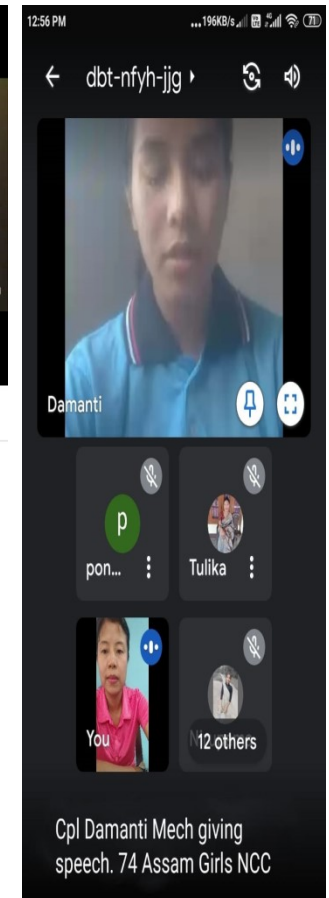 12:56 PM ...196KB/s 4G 71
dbt-nfyh-jjg
Damanti
p
pon...
Tulika
You
12 others
Cpl Damanti Mech giving
speech. 74 Assam Girls NCC